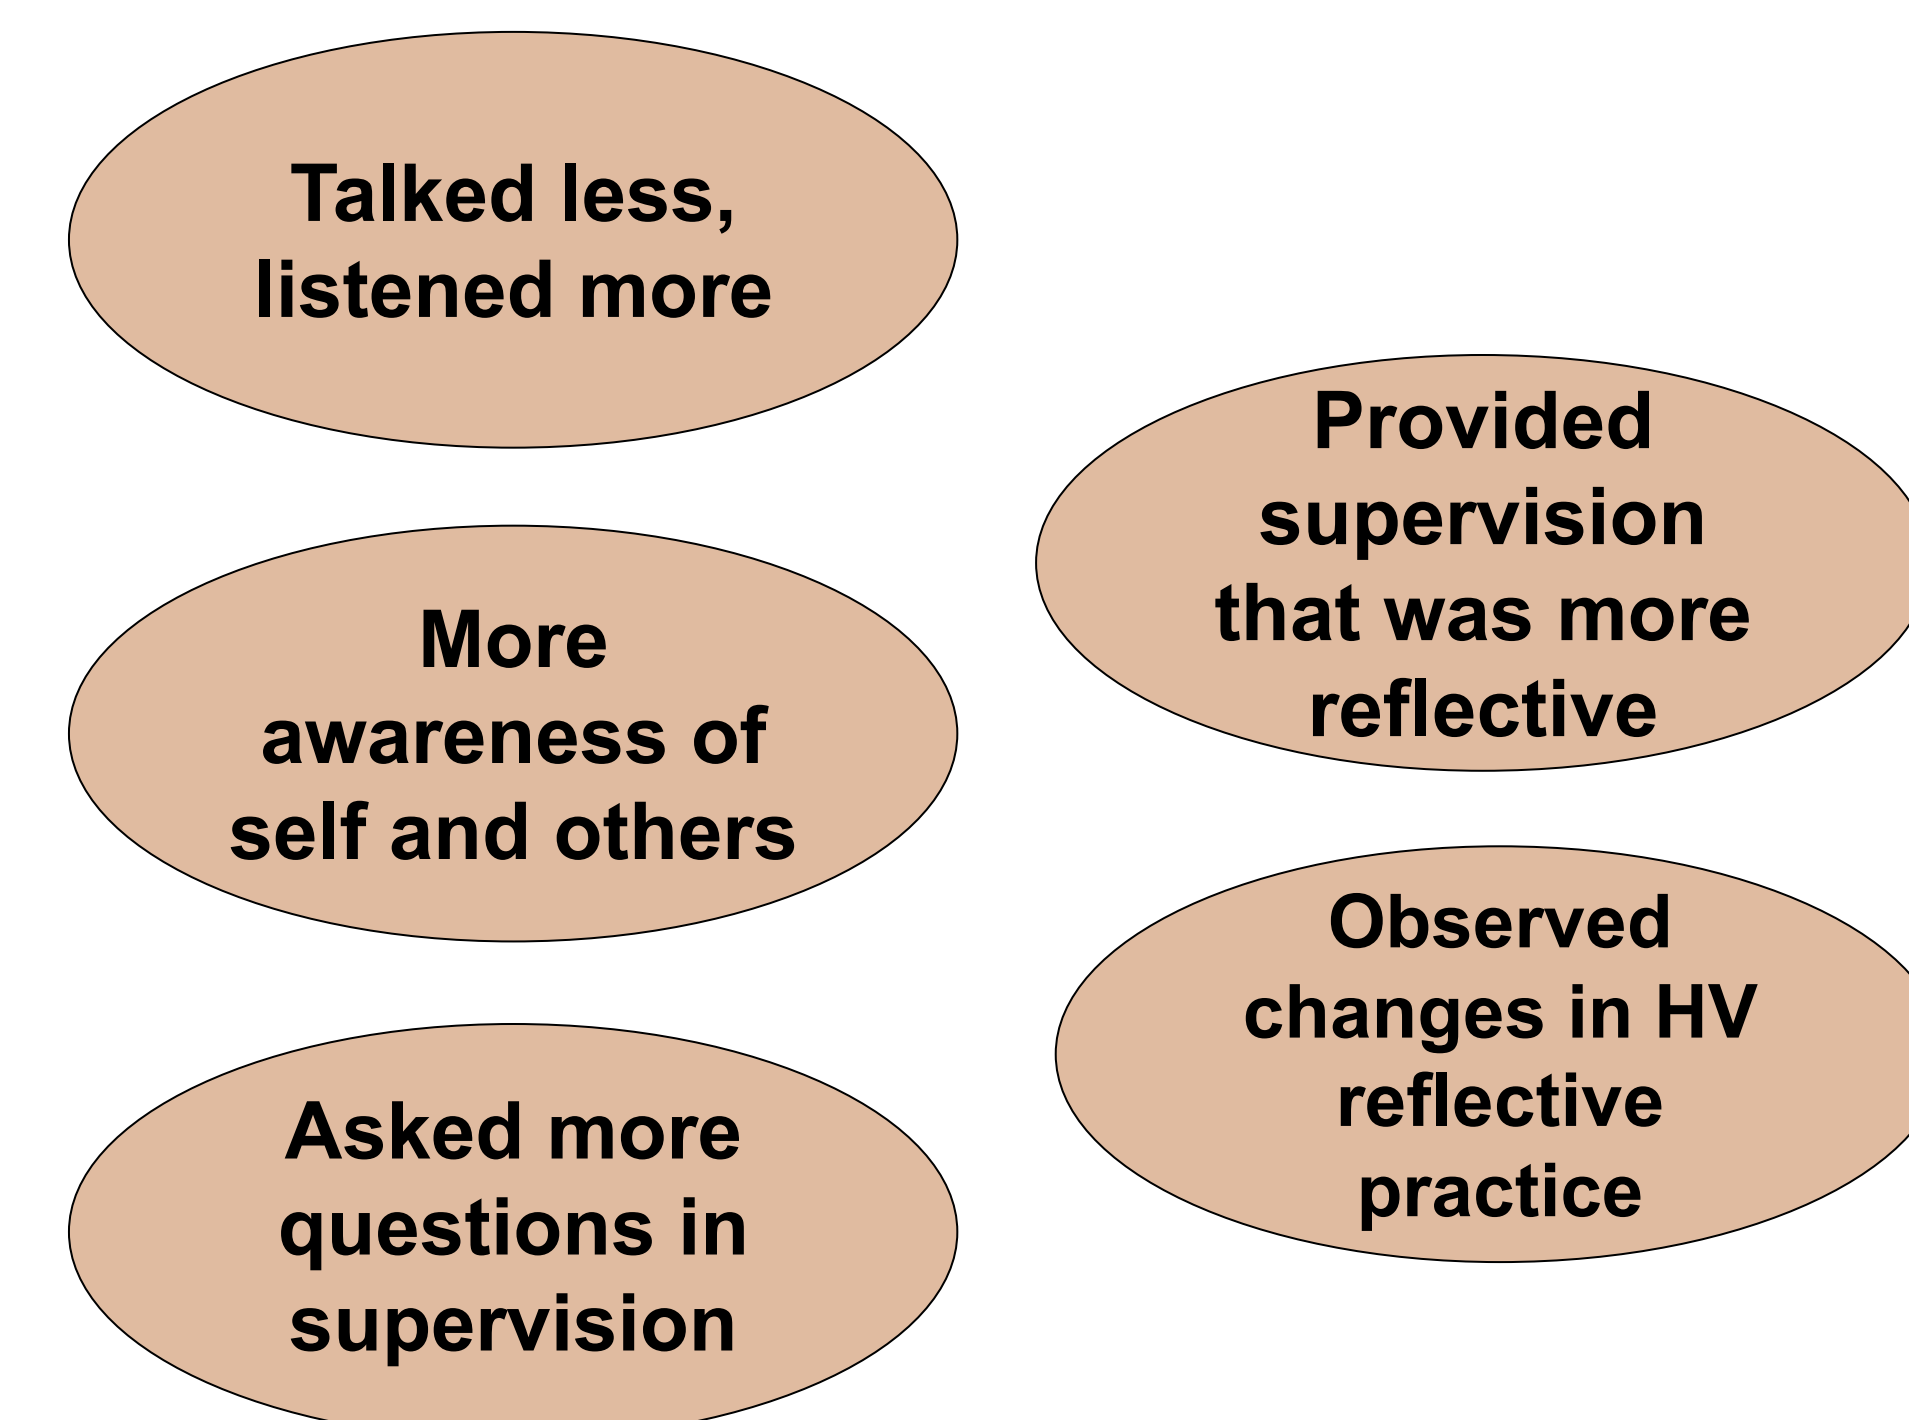 Talked less,
listened more
More
awareness of
self and others
Asked more
questions in
supervision
Provided
supervision
that was more
reflective
Observed
changes in HV
reflective
practice